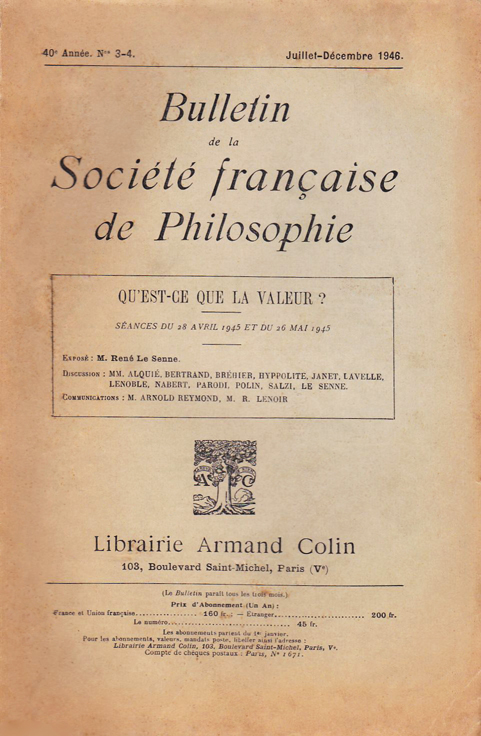 40e Année. Nos 3-4.
Juillet-Décembre 1946.
Bulletin
de la
Société française
de Philosophie
QU'EST-CE QUE LA VALEUR ?
SÉANCES DU 28 AVRIL 1945 ET DU 26 MAI 1945
EXPOSÉ : M. René Le Senne.
DISCUSSION : MM. ALQUIÉ, BERTRAND, BRÉHIER, HYPPOLITE, JANET, LAVELLE,
LENOBLE, NABERT, PARODI, POLIN, SALZI, LE SENNE.
COMMUNICATIONS : M. ARNOLD REYMOND, M. R. LENOIR
A C
Librairie Armand Colin
103, Boulevard Saint-Michel, Paris (Ve)
(Le Bulletin paraît tous les trois mois.)
Prix d'Abonnement (Un An) :
France et Union française.................. 160 fr. — Etranger........................ 200 fr.
Le numéro.............................. 45 fr.
Les abonnements partent du 1er janvier.
Pour les abonnements, valeurs, mandats poste, libeller ainsi l'adresse :
Librairie Armand Colin, 103, Boulevard Saint-Michel, Paris, Ve.
Compte de chèques postaux : Paris, N° 1671.